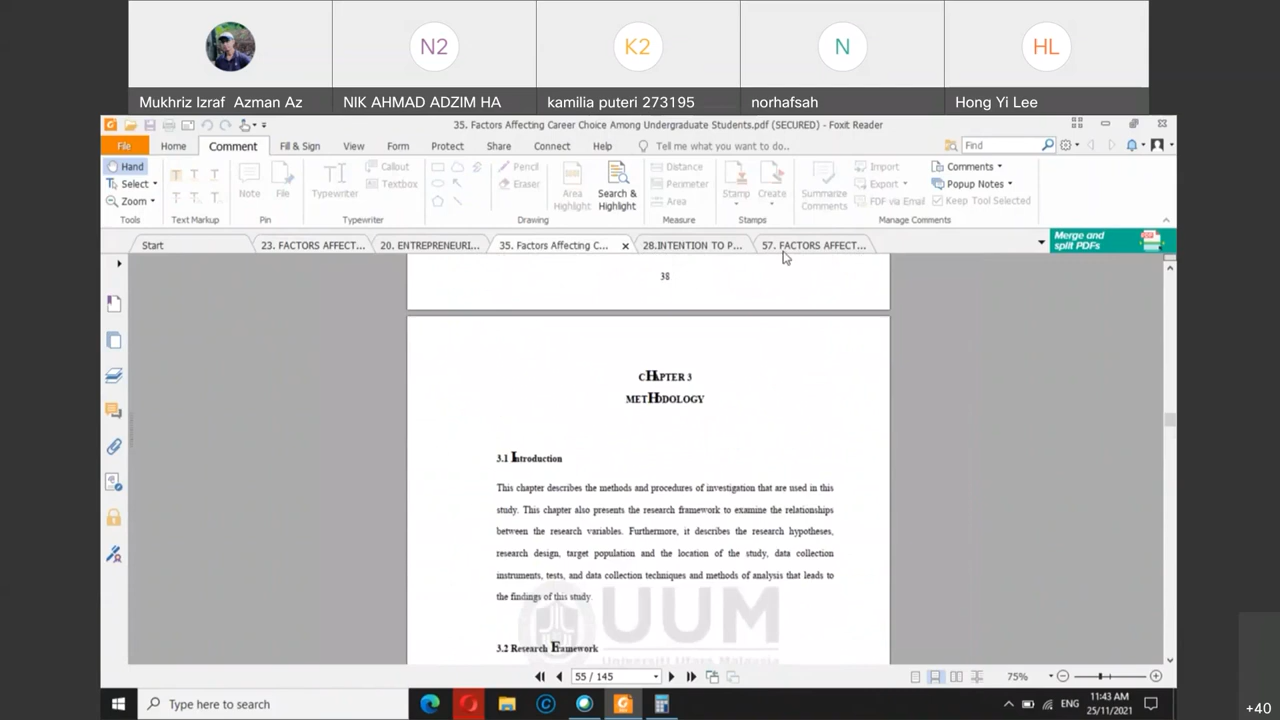 N2
K2
N
HL
Mukhriz Izraf Azman Az
NIK AHMAD ADZIM HA
kamilia puteri 273195
norhafsah
Hong Yi Lee
35. Factors Affecting Career Choice Among Undergraduate Students.pdf (SECURED) - Foxit Reader
File Home Comment Fill & Sign View Form Protect Share Connect Help Tell me what you want to do.. Find
Hand
Select
Zoom
Tools
Text Markup
Note
File
Pin
Typewriter
Callout
Textbox
Typewriter
Pencil
Eraser
Drawing
Area Highlight
Search & Highlight
Distance
Perimeter
Area
Measure
Stamp
Create
Stamps
Summarize Comments
Import
Export
FDF via Email
Comments
Popup Notes
Keep Tool Selected
Manage Comments
Start
23. FACTORS AFFECT...
20. ENTREPRENEURI...
35. Factors Affecting C...
28.INTENTION TO P...
57. FACTORS AFFECT...
Merge and split PDFs
38
CHAPTER 3
METHODOLOGY
3.1 Introduction
This chapter describes the methods and procedures of investigation that are used in this
study. This chapter also presents the research framework to examine the relationships
between the research variables. Furthermore, it describes the research hypotheses,
research design, target population and the location of the study, data collection
instruments, tests, and data collection techniques and methods of analysis that leads to
the findings of this study.
UUM
Universiti Utara Malaysia
3.2 Research Framework
55 / 145
75%
Type here to search
ENG
11:43 AM
25/11/2021
+40